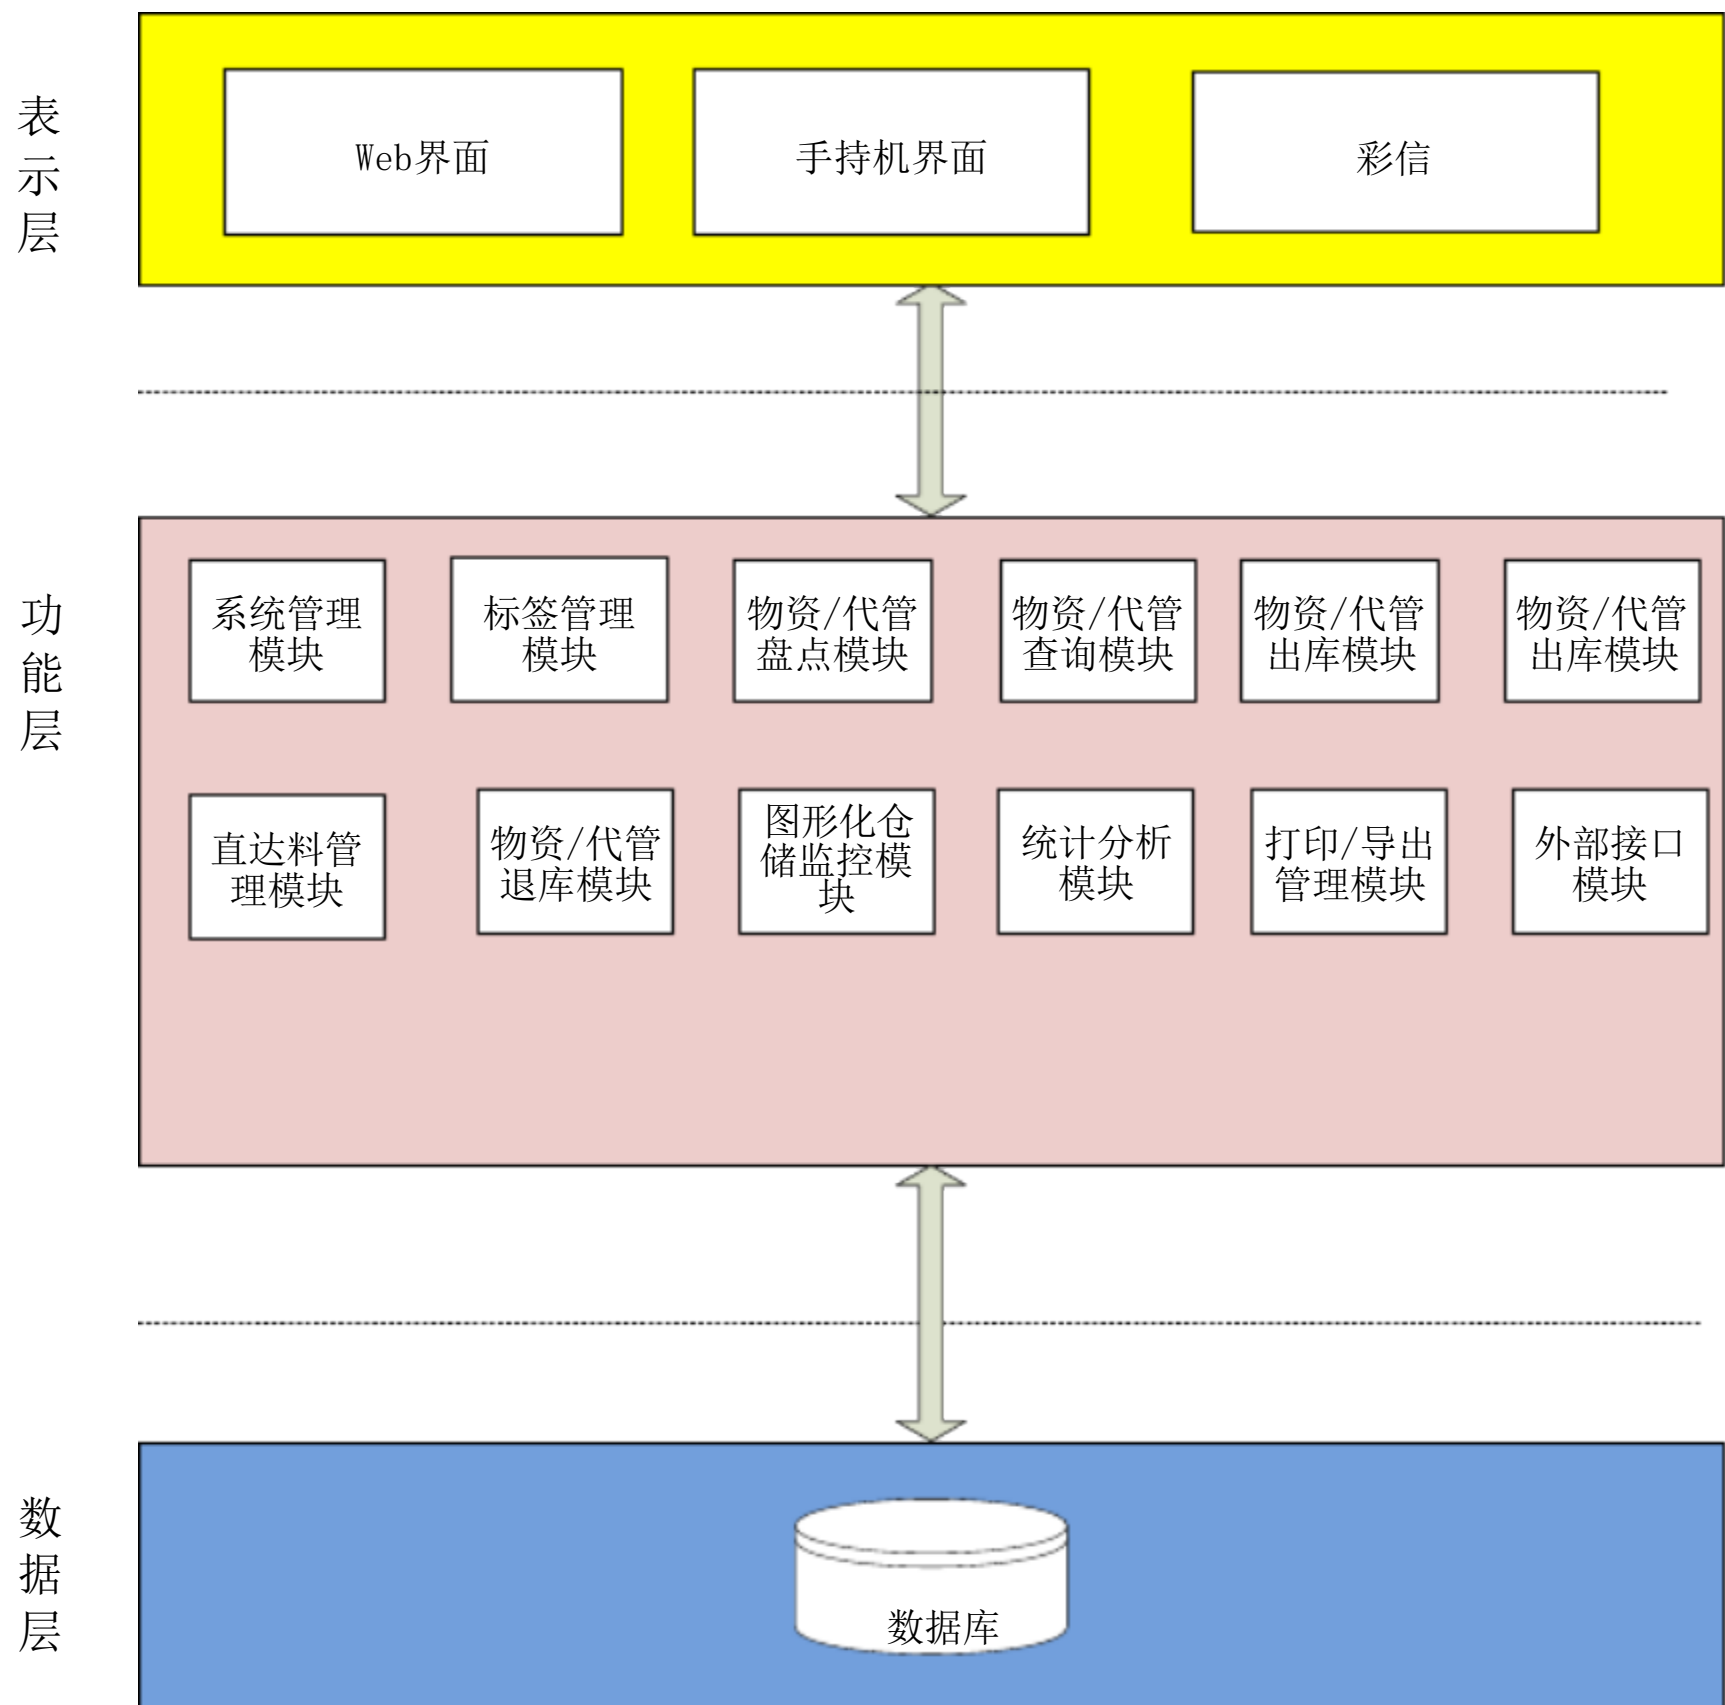 表
示
层
Web界面
手持机界面
彩信
功
能
层
系统管理
模块
标签管理
模块
物资/代管
盘点模块
物资/代管
查询模块
物资/代管
出库模块
物资/代管
出库模块
直达料管
理模块
物资/代管
退库模块
图形化仓
储监控模
块
统计分析
模块
打印/导出
管理模块
外部接口
模块
数
据
层
数据库